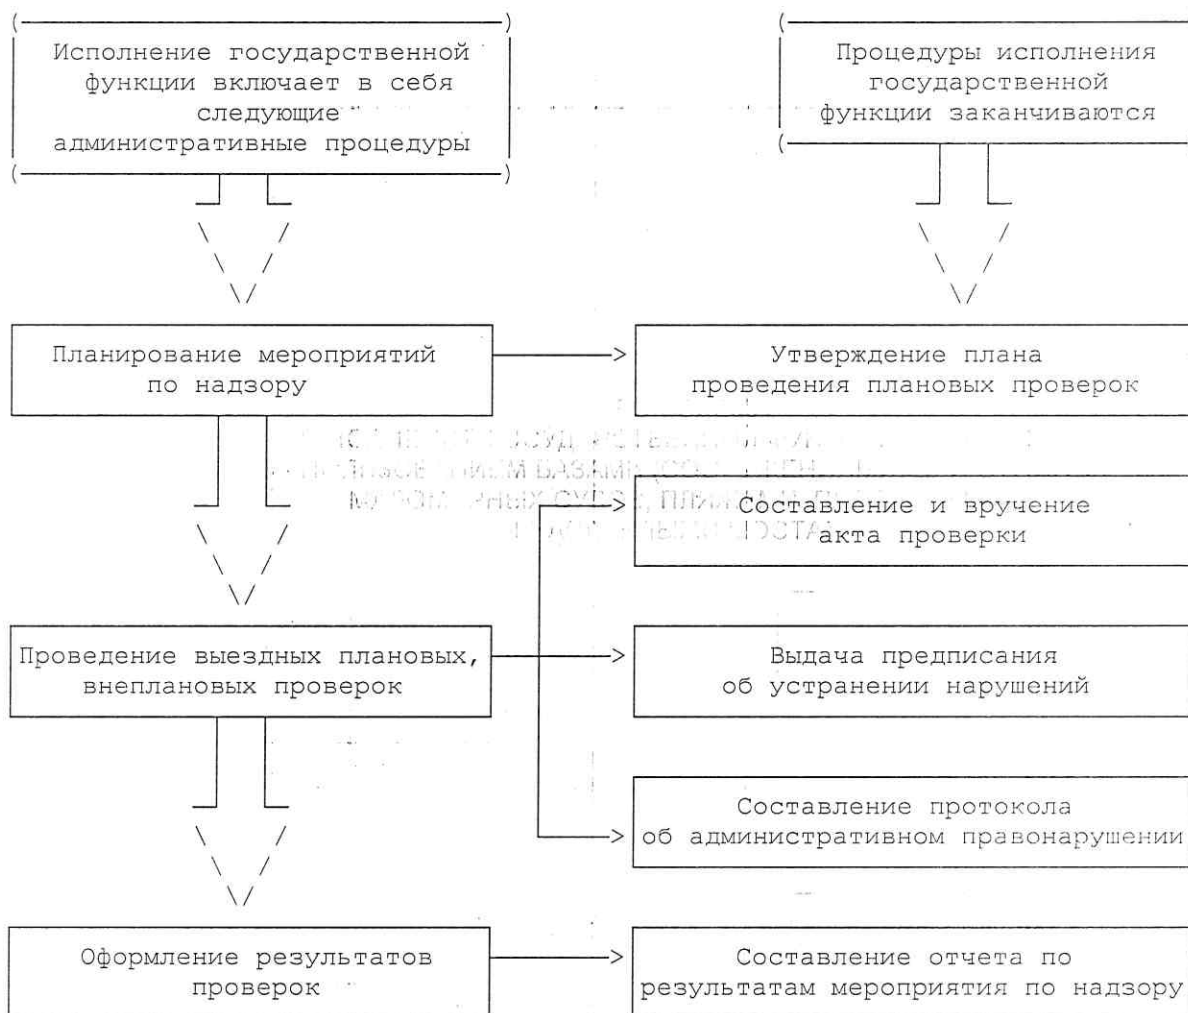 Исполнение государственной
функции включает в себя
следующие
административные процедуры
Процедуры исполнения
государственной
функции заканчиваются
Планирование мероприятий
по надзору
Утверждение плана
проведения плановых проверок
Составление и вручение
акта проверки
Проведение выездных плановых,
внеплановых проверок
Выдача предписания
об устранении нарушений
Составление протокола
об административном правонарушении
Оформление результатов
проверок
Составление отчета по
результатам мероприятия по надзору